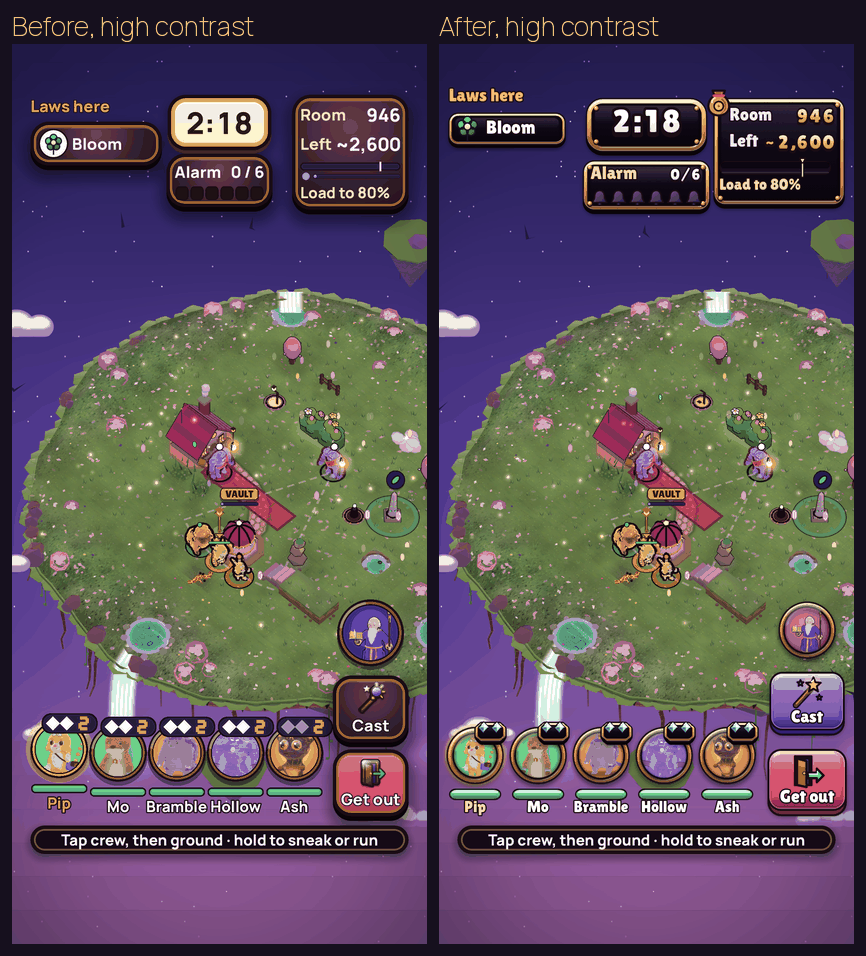 Before, high contrast
Laws here
Bloom
2:18
Alarm 0/6
Room 946
Left ~2,600
Load to 80%
VAULT
Cast
Get out
2 2 2 2 2
Pip Mo Bramble Hollow Ash
Tap crew, then ground · hold to sneak or run
After, high contrast
Laws here
Bloom
2:18
Alarm 0/6
Room 946
Left ~2,600
Load to 80%
VAULT
Cast
Get out
Pip Mo Bramble Hollow Ash
Tap crew, then ground · hold to sneak or run